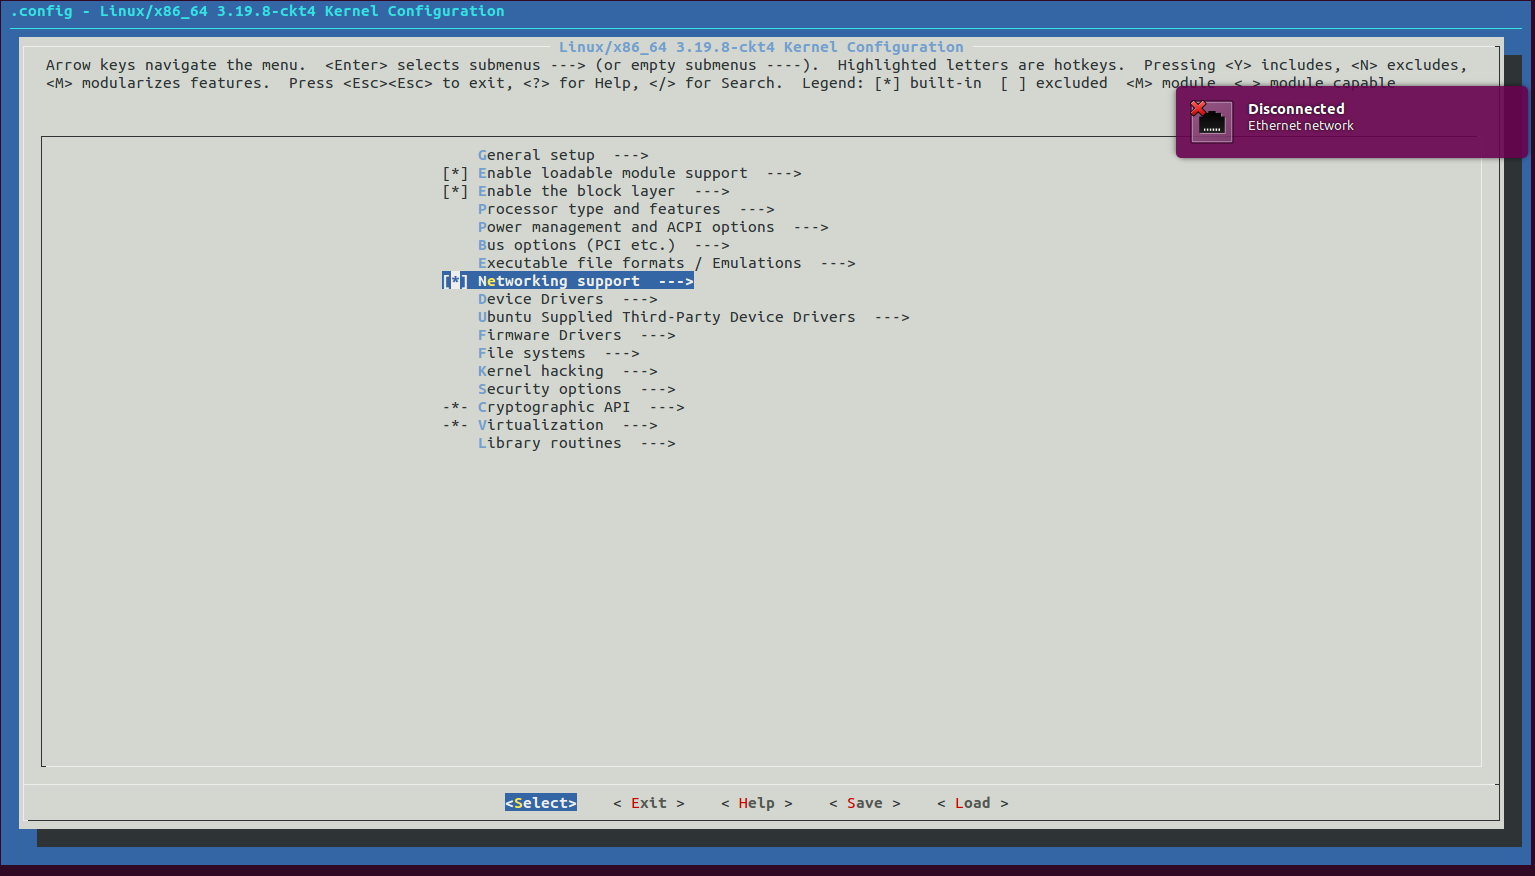 .config - Linux/x86_64 3.19.8-ckt4 Kernel Configuration
Linux/x86_64 3.19.8-ckt4 Kernel Configuration
Arrow keys navigate the menu.  <Enter> selects submenus ---> (or empty submenus ----).  Highlighted letters are hotkeys.  Pressing <Y> includes, <N> excludes,
<M> modularizes features.  Press <Esc><Esc> to exit, <?> for Help, </> for Search.  Legend: [*] built-in  [ ] excluded  <M> module  < > module capable
Disconnected
Ethernet network
General setup  --->
[*] Enable loadable module support  --->
[*] Enable the block layer  --->
Processor type and features  --->
Power management and ACPI options  --->
Bus options (PCI etc.)  --->
Executable file formats / Emulations  --->
[*] Networking support  --->
Device Drivers  --->
Ubuntu Supplied Third-Party Device Drivers  --->
Firmware Drivers  --->
File systems  --->
Kernel hacking  --->
Security options  --->
-*- Cryptographic API  --->
-*- Virtualization  --->
Library routines  --->
<Select>    < Exit >    < Help >    < Save >    < Load >